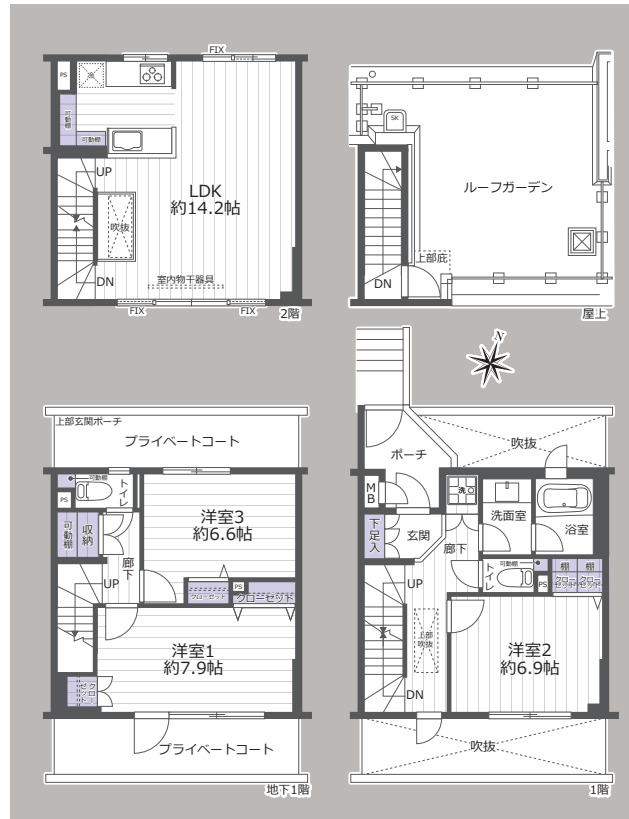 FIX
PS
可動棚
可動棚
UP
LDK
約14.2帖
吹抜
DN
室内物干器具
FIX
FIX
2階
SK
ルーフガーデン
上部庇
DN
屋上
N
上部玄関ポーチ
プライベートコート
可動棚
トイレ
PS
可動棚
収納
廊下
洋室3
約6.6帖
UP
クローゼット
PS
クローゼット
洋室1
約7.9帖
クローゼット
プライベートコート
地下1階
ポーチ
吹抜
MB
洗
洗面室
浴室
下足入
玄関
廊下
トイレ
可動棚
PS
棚
クローゼット
棚
クローゼット
UP
上部吹抜
洋室2
約6.9帖
DN
吹抜
1階